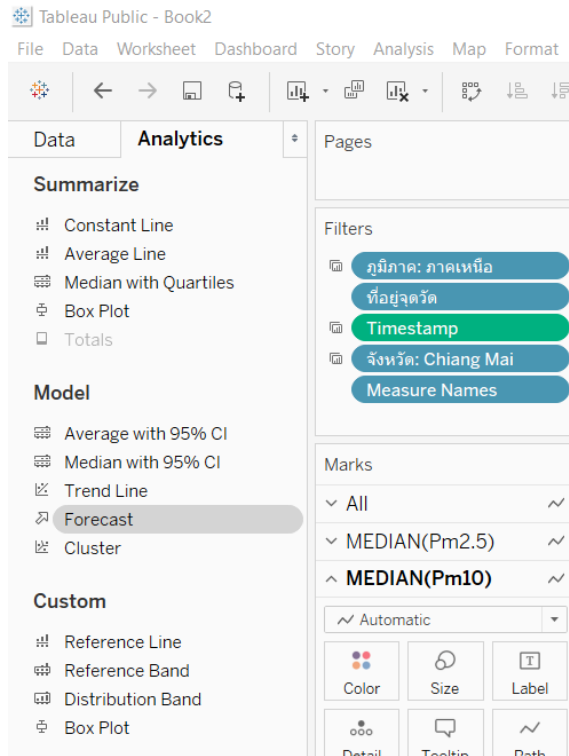 Tableau Public - Book2
File Data Worksheet Dashboard Story Analysis Map Format
Data Analytics
Summarize
Constant Line
Average Line
Median with Quartiles
Box Plot
Totals
Model
Average with 95% CI
Median with 95% CI
Trend Line
Forecast
Cluster
Custom
Reference Line
Reference Band
Distribution Band
Box Plot
Pages
Filters
ภูมิภาค: ภาคเหนือ
ที่อยู่จุดวัด
Timestamp
จังหวัด: Chiang Mai
Measure Names
Marks
All
MEDIAN(Pm2.5)
MEDIAN(Pm10)
Automatic
Color Size Label
Detail Tooltip Path